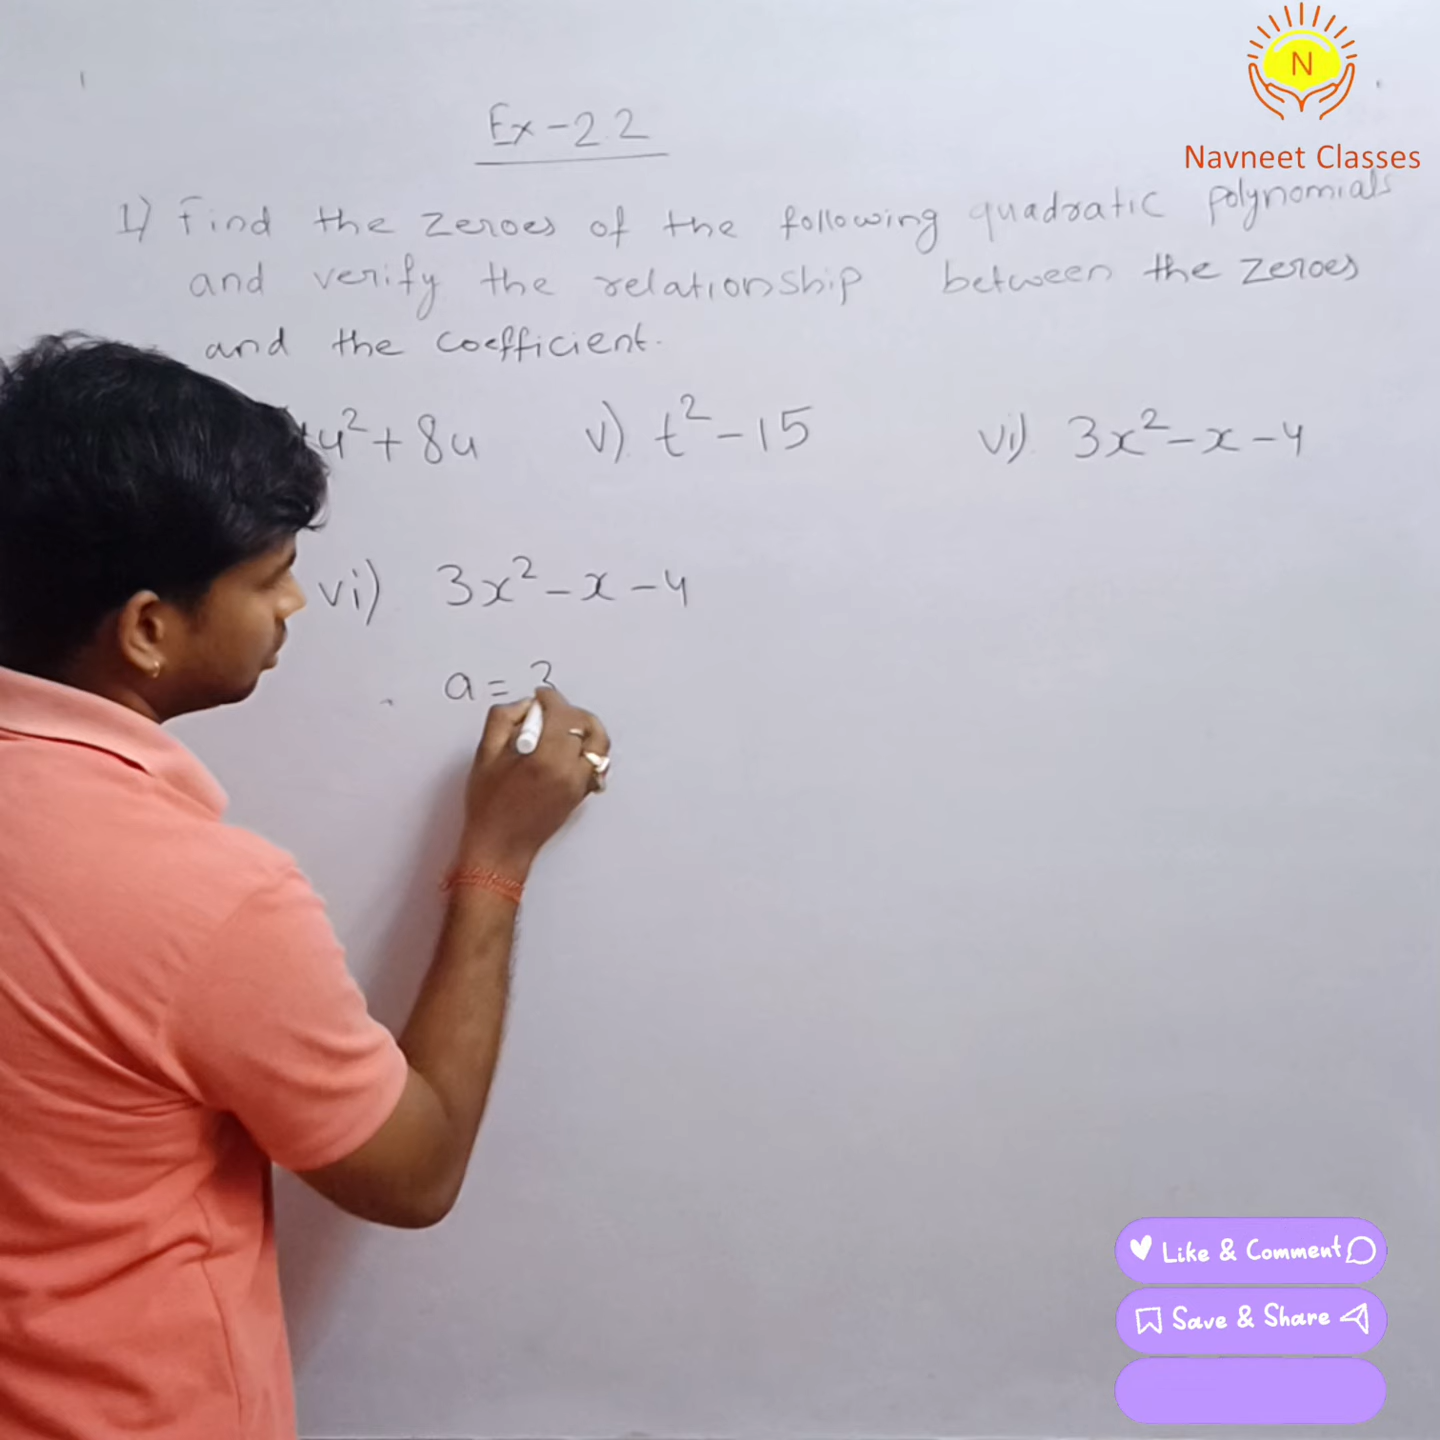 N
Navneet Classes
Ex-2.2
1) Find the zeroes of the following quadratic polynomials
and verify the relationship between the zeroes
and the coefficient.
u²+8u v) t²-15 vi) 3x²-x-4
vi) 3x²-x-4
a=3
Like & Comment
Save & Share